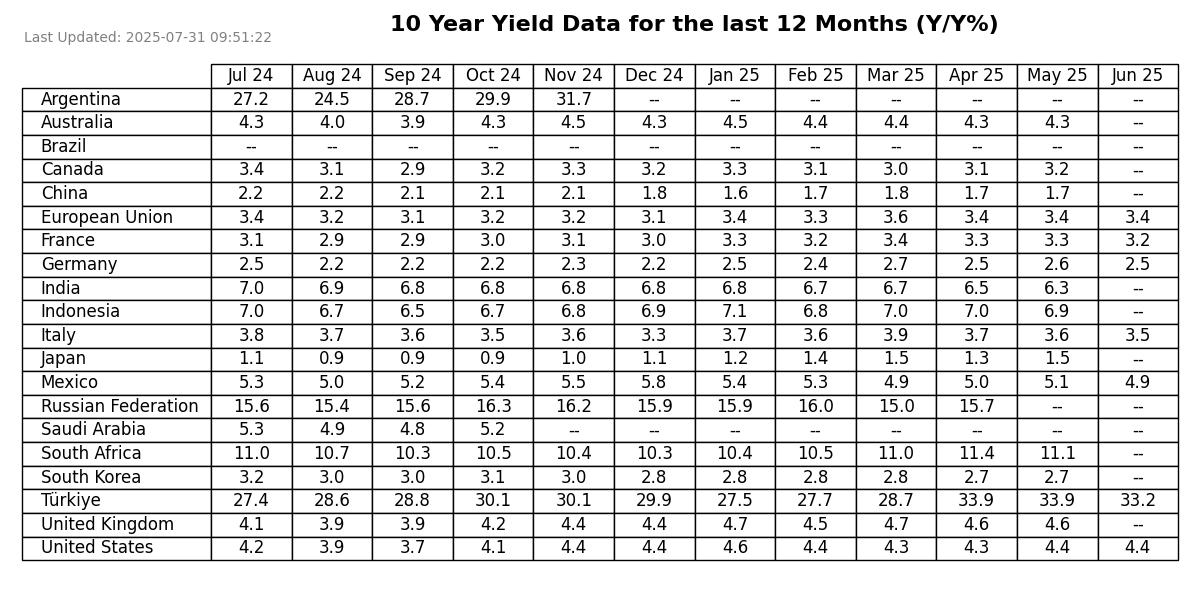 10 Year Yield Data for the last 12 Months (Y/Y%)
Last Updated: 2025-07-31 09:51:22
Jul 24 Aug 24 Sep 24 Oct 24 Nov 24 Dec 24 Jan 25 Feb 25 Mar 25 Apr 25 May 25 Jun 25
Argentina 27.2 24.5 28.7 29.9 31.7 -- -- -- -- -- -- --
Australia 4.3 4.0 3.9 4.3 4.5 4.3 4.5 4.4 4.4 4.3 4.3 --
Brazil -- -- -- -- -- -- -- -- -- -- -- --
Canada 3.4 3.1 2.9 3.2 3.3 3.2 3.3 3.1 3.0 3.1 3.2 --
China 2.2 2.2 2.1 2.1 2.1 1.8 1.6 1.7 1.8 1.7 1.7 --
European Union 3.4 3.2 3.1 3.2 3.2 3.1 3.4 3.3 3.6 3.4 3.4 3.4
France 3.1 2.9 2.9 3.0 3.1 3.0 3.3 3.2 3.4 3.3 3.3 3.2
Germany 2.5 2.2 2.2 2.2 2.3 2.2 2.5 2.4 2.7 2.5 2.6 2.5
India 7.0 6.9 6.8 6.8 6.8 6.8 6.8 6.7 6.7 6.5 6.3 --
Indonesia 7.0 6.7 6.5 6.7 6.8 6.9 7.1 6.8 7.0 7.0 6.9 --
Italy 3.8 3.7 3.6 3.5 3.6 3.3 3.7 3.6 3.9 3.7 3.6 3.5
Japan 1.1 0.9 0.9 0.9 1.0 1.1 1.2 1.4 1.5 1.3 1.5 --
Mexico 5.3 5.0 5.2 5.4 5.5 5.8 5.4 5.3 4.9 5.0 5.1 4.9
Russian Federation 15.6 15.4 15.6 16.3 16.2 15.9 15.9 16.0 15.0 15.7 -- --
Saudi Arabia 5.3 4.9 4.8 5.2 -- -- -- -- -- -- -- --
South Africa 11.0 10.7 10.3 10.5 10.4 10.3 10.4 10.5 11.0 11.4 11.1 --
South Korea 3.2 3.0 3.0 3.1 3.0 2.8 2.8 2.8 2.8 2.7 2.7 --
Türkiye 27.4 28.6 28.8 30.1 30.1 29.9 27.5 27.7 28.7 33.9 33.9 33.2
United Kingdom 4.1 3.9 3.9 4.2 4.4 4.4 4.7 4.5 4.7 4.6 4.6 --
United States 4.2 3.9 3.7 4.1 4.4 4.4 4.6 4.4 4.3 4.3 4.4 4.4